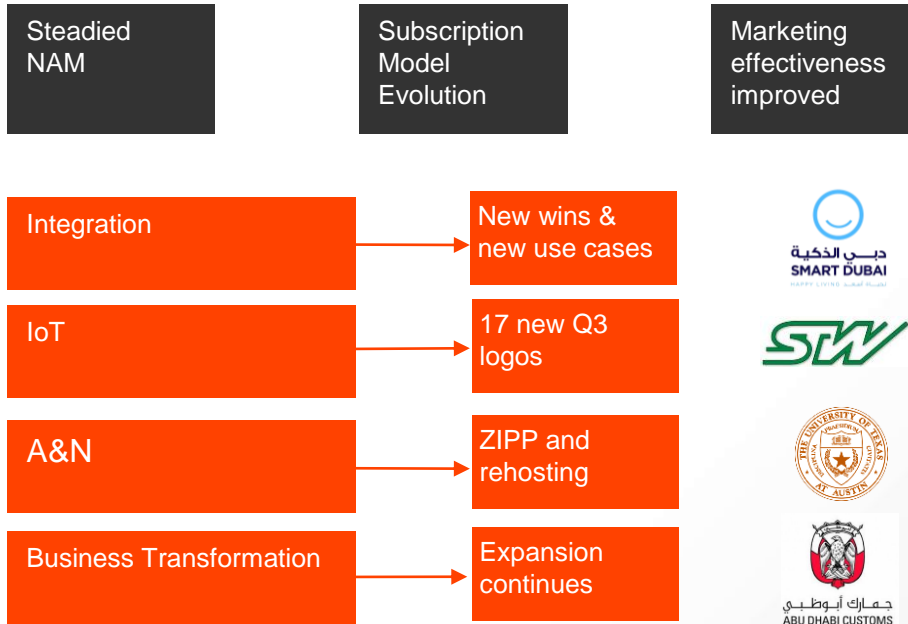 Steadied
NAM
Subscription
Model
Evolution
Marketing
effectiveness
improved
Integration
New wins &
new use cases
دبي الذكية
SMART DUBAI
IoT
17 new Q3
logos
STW
A&N
ZIPP and
rehosting
THE UNIVERSITY OF TEXAS
AT AUSTIN
Business Transformation
Expansion
continues
جمارك أبوظبي
ABU DHABI CUSTOMS